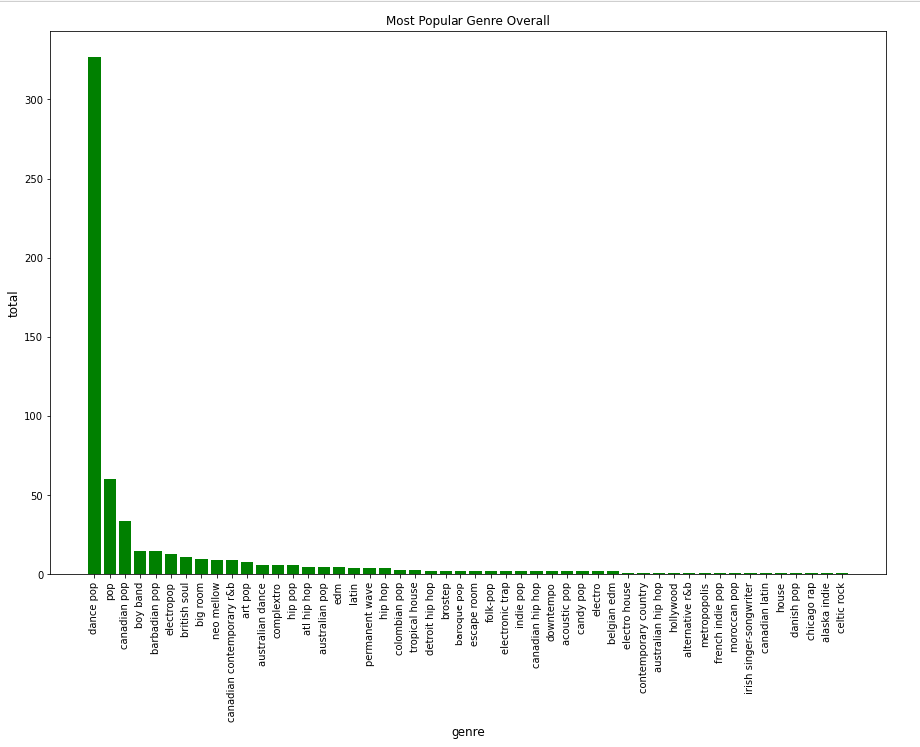 Most Popular Genre Overall
300
250
200
150
100
50
0
total
dance pop
pop
canadian pop
boy band
barbadian pop
electropop
british soul
big room
neo mellow
canadian contemporary r&b
art pop
australian dance
complextro
hip pop
atl hip hop
australian pop
edm
latin
permanent wave
hip hop
colombian pop
tropical house
detroit hip hop
brostep
baroque pop
escape room
folk-pop
electronic trap
indie pop
canadian hip hop
downtempo
acoustic pop
candy pop
electro
belgian edm
electro house
contemporary country
australian hip hop
hollywood
alternative r&b
metropopolis
french indie pop
moroccan pop
irish singer-songwriter
canadian latin
house
danish pop
chicago rap
alaska indie
celtic rock
genre